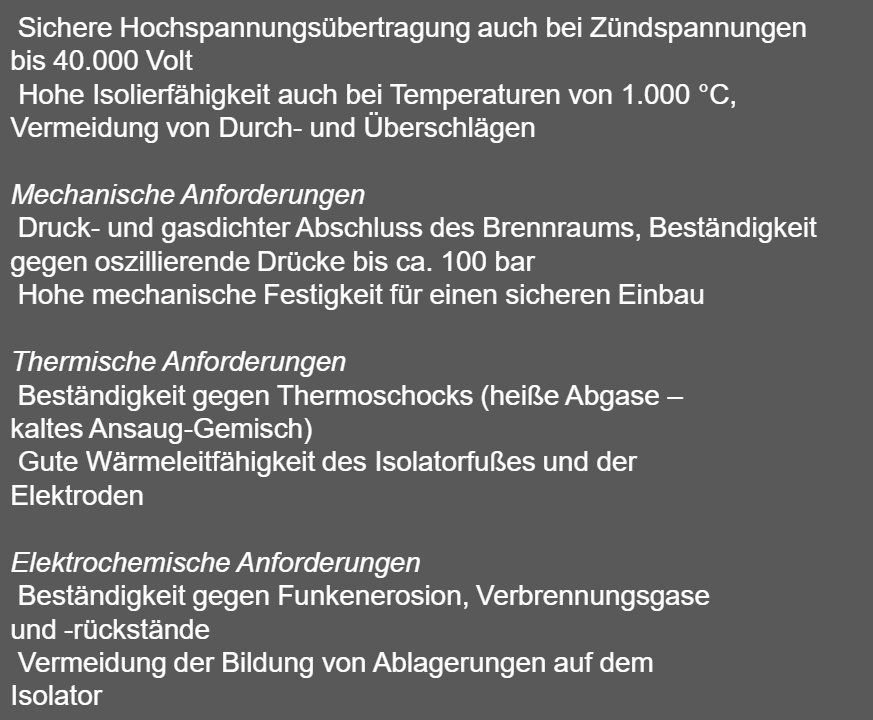 Sichere Hochspannungsübertragung auch bei Zündspannungen
bis 40.000 Volt
Hohe Isolierfähigkeit auch bei Temperaturen von 1.000 °C,
Vermeidung von Durch- und Überschlägen
Mechanische Anforderungen
Druck- und gasdichter Abschluss des Brennraums, Beständigkeit
gegen oszillierende Drücke bis ca. 100 bar
Hohe mechanische Festigkeit für einen sicheren Einbau
Thermische Anforderungen
Beständigkeit gegen Thermoschocks (heiße Abgase –
kaltes Ansaug-Gemisch)
Gute Wärmeleitfähigkeit des Isolatorfußes und der
Elektroden
Elektrochemische Anforderungen
Beständigkeit gegen Funkenerosion, Verbrennungsgase
und -rückstände
Vermeidung der Bildung von Ablagerungen auf dem
Isolator